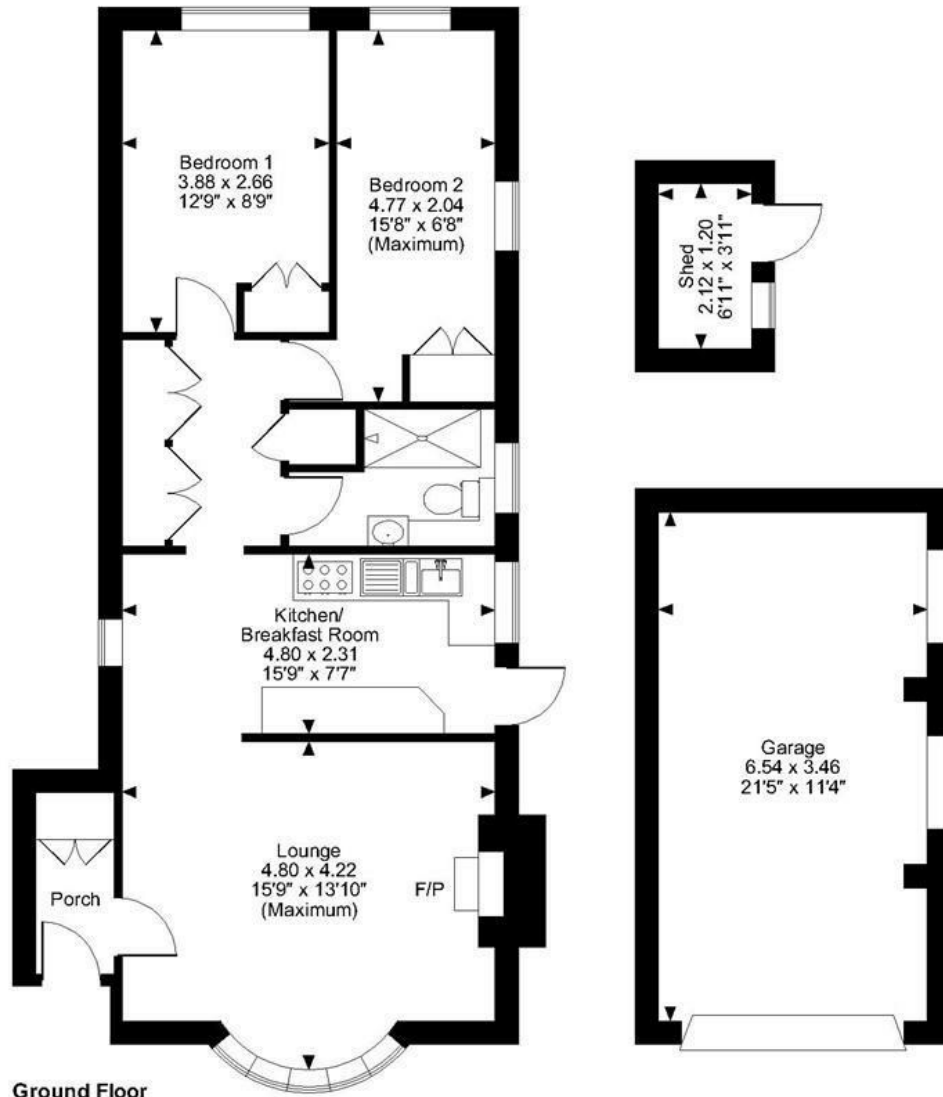 Bedroom 1
3.88 x 2.66
12'9" x 8'9"
Bedroom 2
4.77 x 2.04
15'8" x 6'8"
(Maximum)
Shed
2.12 x 1.20
6'11" x 3'11"
Kitchen/
Breakfast Room
4.80 x 2.31
15'9" x 7'7"
Garage
6.54 x 3.46
21'5" x 11'4"
Lounge
4.80 x 4.22
15'9" x 13'10"
(Maximum)
F/P
Porch
Ground Floor